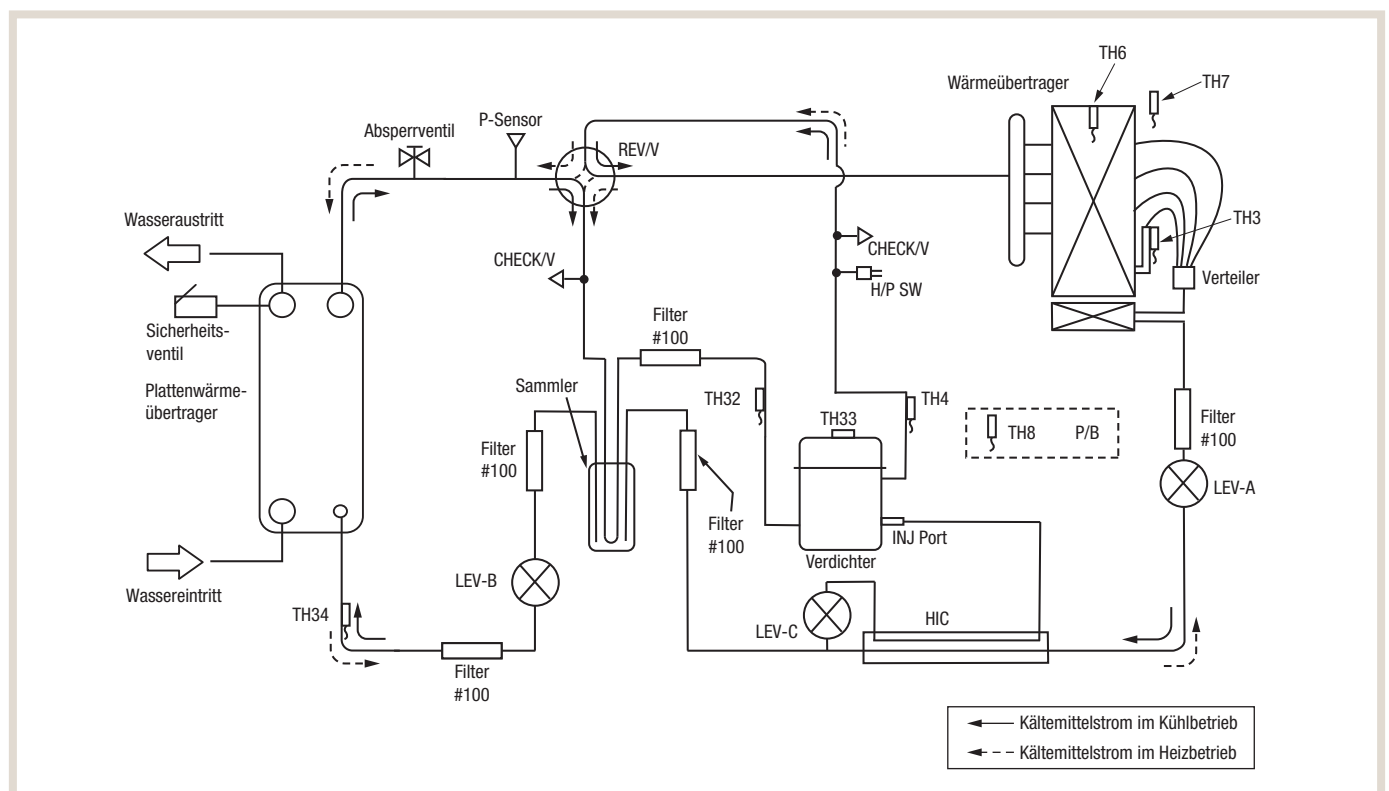 TH6
Wärmeübertrager
TH7
P-Sensor
Absperrventil
REV/V
Wasseraustritt
TH3
CHECK/V
CHECK/V
Verteiler
H/P SW
Sicherheits-
ventil
Filter
#100
Plattenwärme-
übertrager
Sammler
TH32
TH4
TH33
TH8
P/B
Filter
#100
Filter
#100
LEV-A
Filter
#100
INJ Port
Verdichter
LEV-B
Wassereintritt
TH34
HIC
LEV-C
Filter
#100
Kältemittelstrom im Kühlbetrieb
Kältemittelstrom im Heizbetrieb